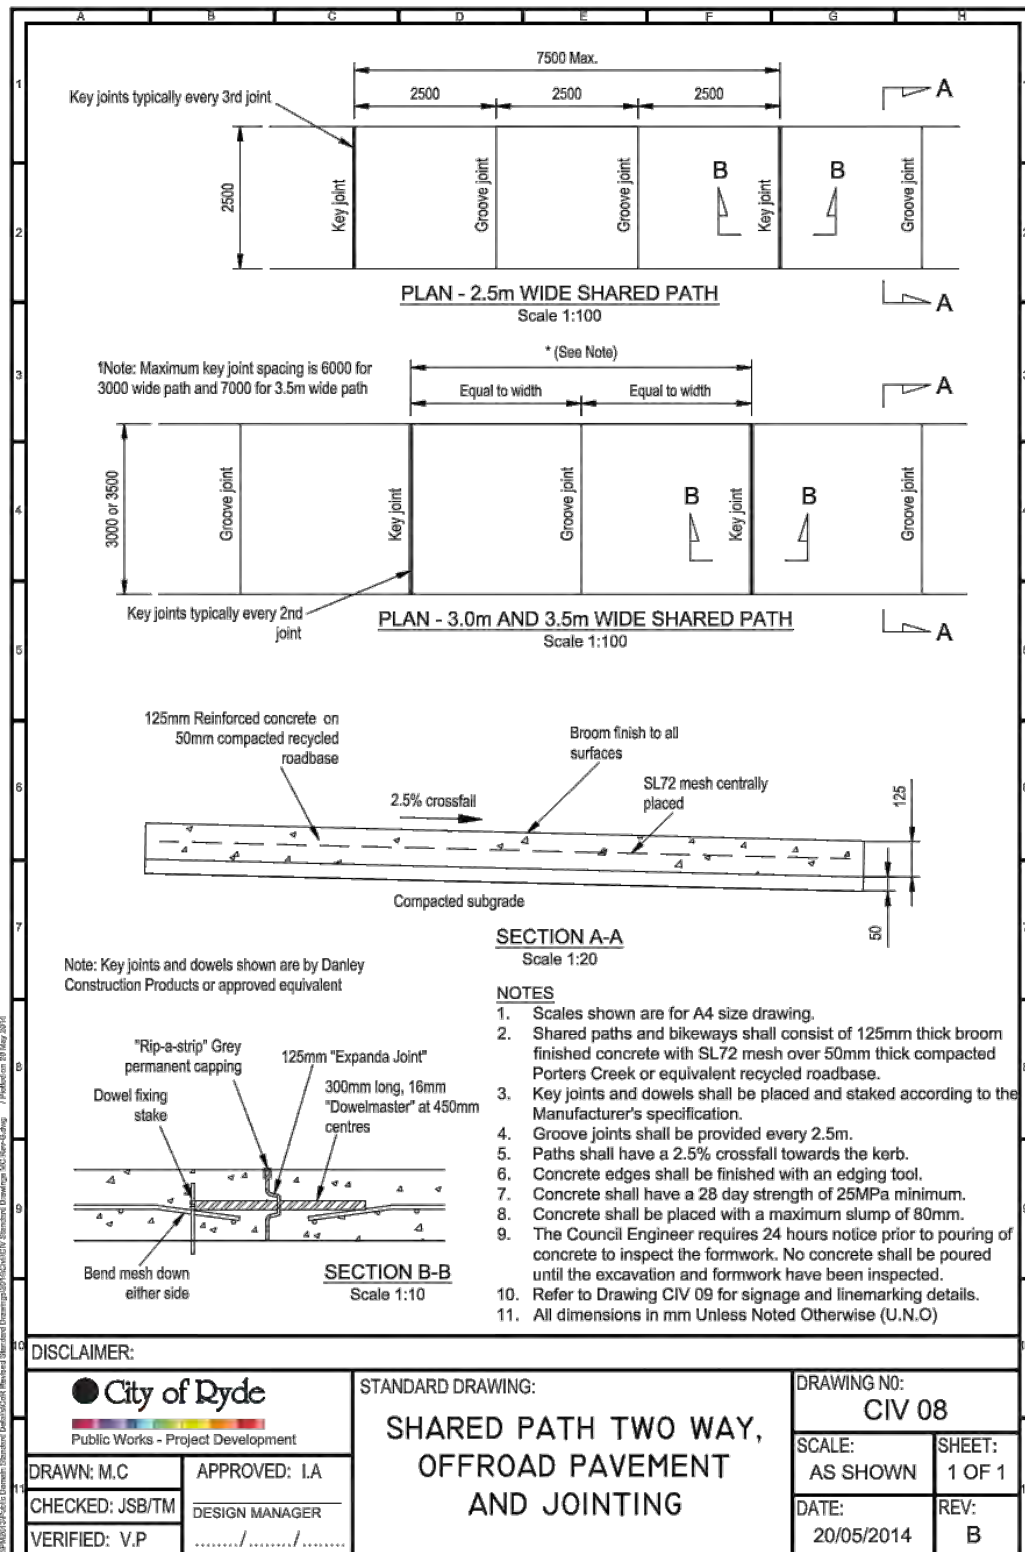 A B C D E F G H
1
2
3
4
5
6
7
8
9
10
11
7500 Max.
Key joints typically every 3rd joint
2500 2500 2500
A
2500
Key joint
Groove joint
Groove joint
B
Key joint
B
Groove joint
PLAN - 2.5m WIDE SHARED PATH
Scale 1:100
A
* (See Note)
*Note: Maximum key joint spacing is 6000 for
3000 wide path and 7000 for 3.5m wide path
Equal to width Equal to width
A
3000 or 3500
Groove joint
Key joint
Groove joint
B
Key joint
B
Key joints typically every 2nd
joint
PLAN - 3.0m AND 3.5m WIDE SHARED PATH
Scale 1:100
A
125mm Reinforced concrete on
50mm compacted recycled
roadbase
Broom finish to all
surfaces
2.5% crossfall
SL72 mesh centrally
placed
125
Compacted subgrade
50
SECTION A-A
Scale 1:20
Note: Key joints and dowels shown are by Danley
Construction Products or approved equivalent
"Rip-a-strip" Grey
permanent capping
125mm "Expanda Joint"
Dowel fixing
stake
300mm long, 16mm
"Dowelmaster" at 450mm
centres
Bend mesh down
either side
SECTION B-B
Scale 1:10
NOTES
1. Scales shown are for A4 size drawing.
2. Shared paths and bikeways shall consist of 125mm thick broom
finished concrete with SL72 mesh over 50mm thick compacted
Porters Creek or equivalent recycled roadbase.
3. Key joints and dowels shall be placed and staked according to the
Manufacturer's specification.
4. Groove joints shall be provided every 2.5m.
5. Paths shall have a 2.5% crossfall towards the kerb.
6. Concrete edges shall be finished with an edging tool.
7. Concrete shall have a 28 day strength of 25MPa minimum.
8. Concrete shall be placed with a maximum slump of 80mm.
9. The Council Engineer requires 24 hours notice prior to pouring of
concrete to inspect the formwork. No concrete shall be poured
until the excavation and formwork have been inspected.
10. Refer to Drawing CIV 09 for signage and linemarking details.
11. All dimensions in mm Unless Noted Otherwise (U.N.O)
DISCLAIMER:
City of Ryde
Public Works - Project Development
DRAWN: M.C
APPROVED: I.A
CHECKED: JSB/TM
DESIGN MANAGER
VERIFIED: V.P
......../......../........
STANDARD DRAWING:
SHARED PATH TWO WAY,
OFFROAD PAVEMENT
AND JOINTING
DRAWING N0:
CIV 08
SCALE:
AS SHOWN
SHEET:
1 OF 1
DATE:
20/05/2014
REV:
B